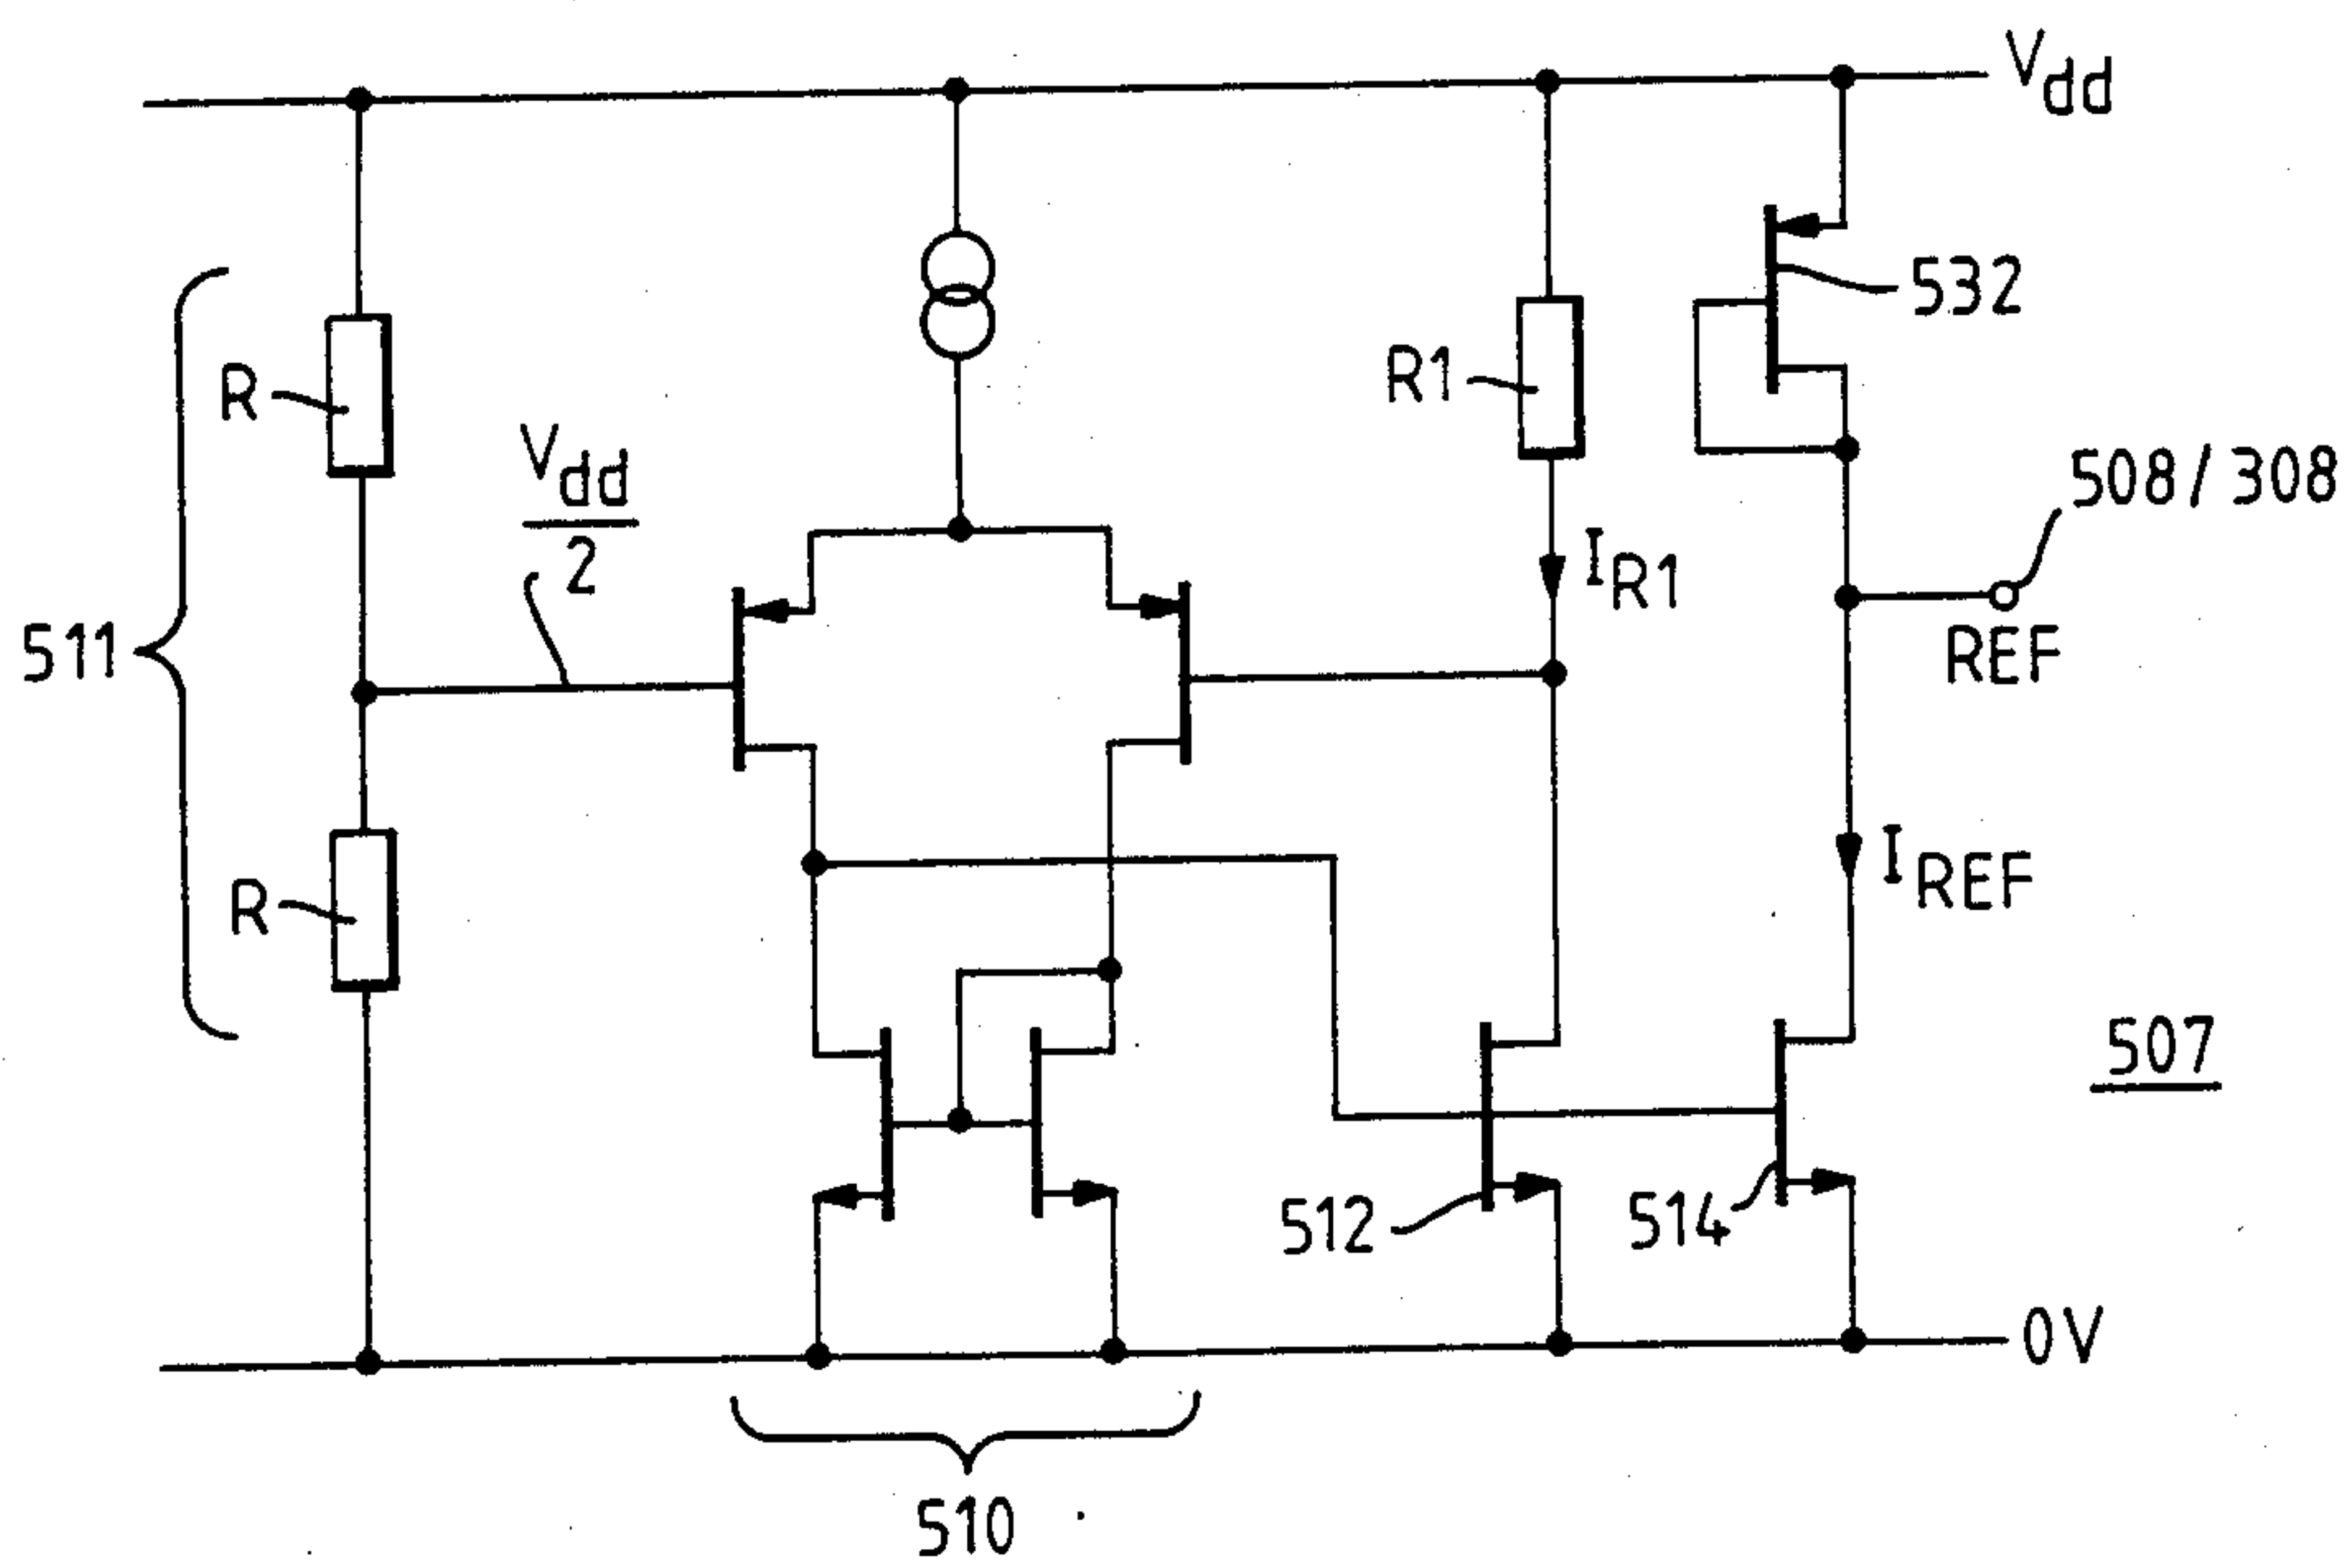 Vdd
532
R
R1
Vdd
2
508/308
IR1
511
REF
IREF
R
507
512
514
0V
510